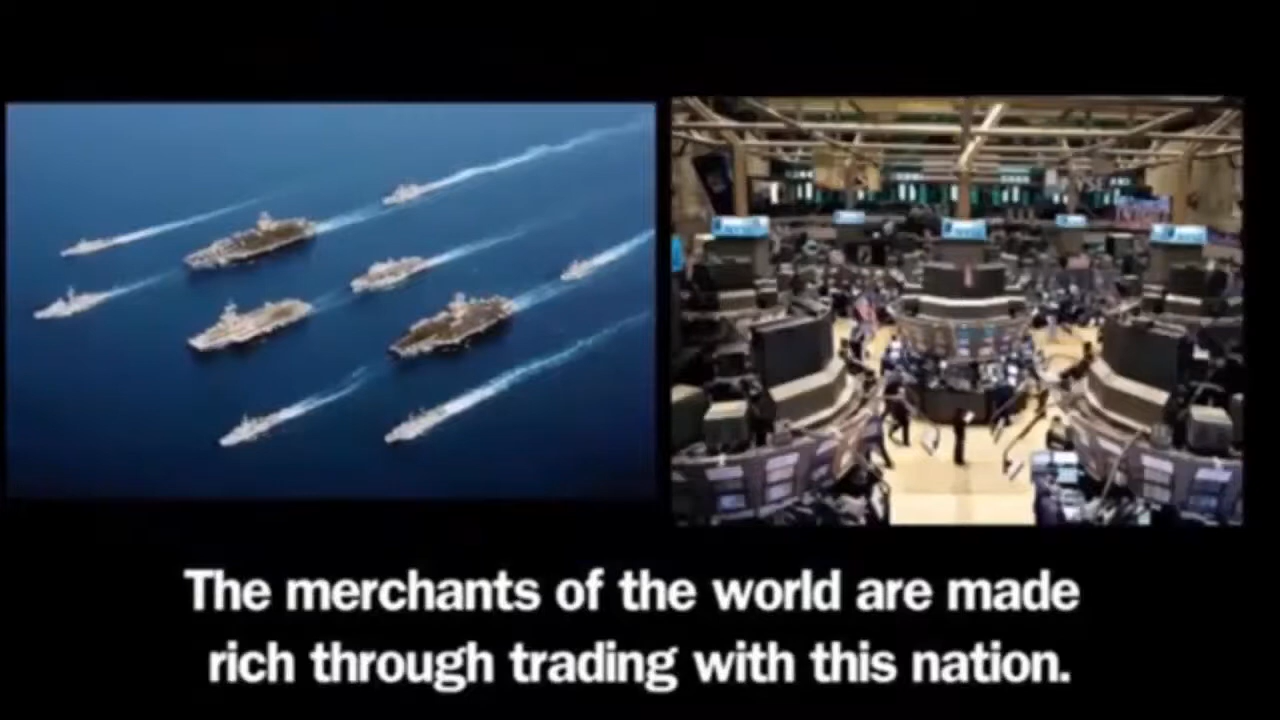 The merchants of the world are made
rich through trading with this nation.